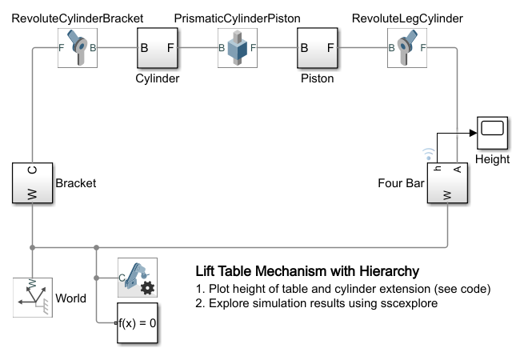 RevoluteCylinderBracket PrismaticCylinderPiston RevoluteLegCylinder
F B B F B F B F B F
Cylinder Piston
Height
C h A
Bracket Four Bar
W W
W C
World
f(x) = 0
Lift Table Mechanism with Hierarchy
1. Plot height of table and cylinder extension (see code)
2. Explore simulation results using sscexplore